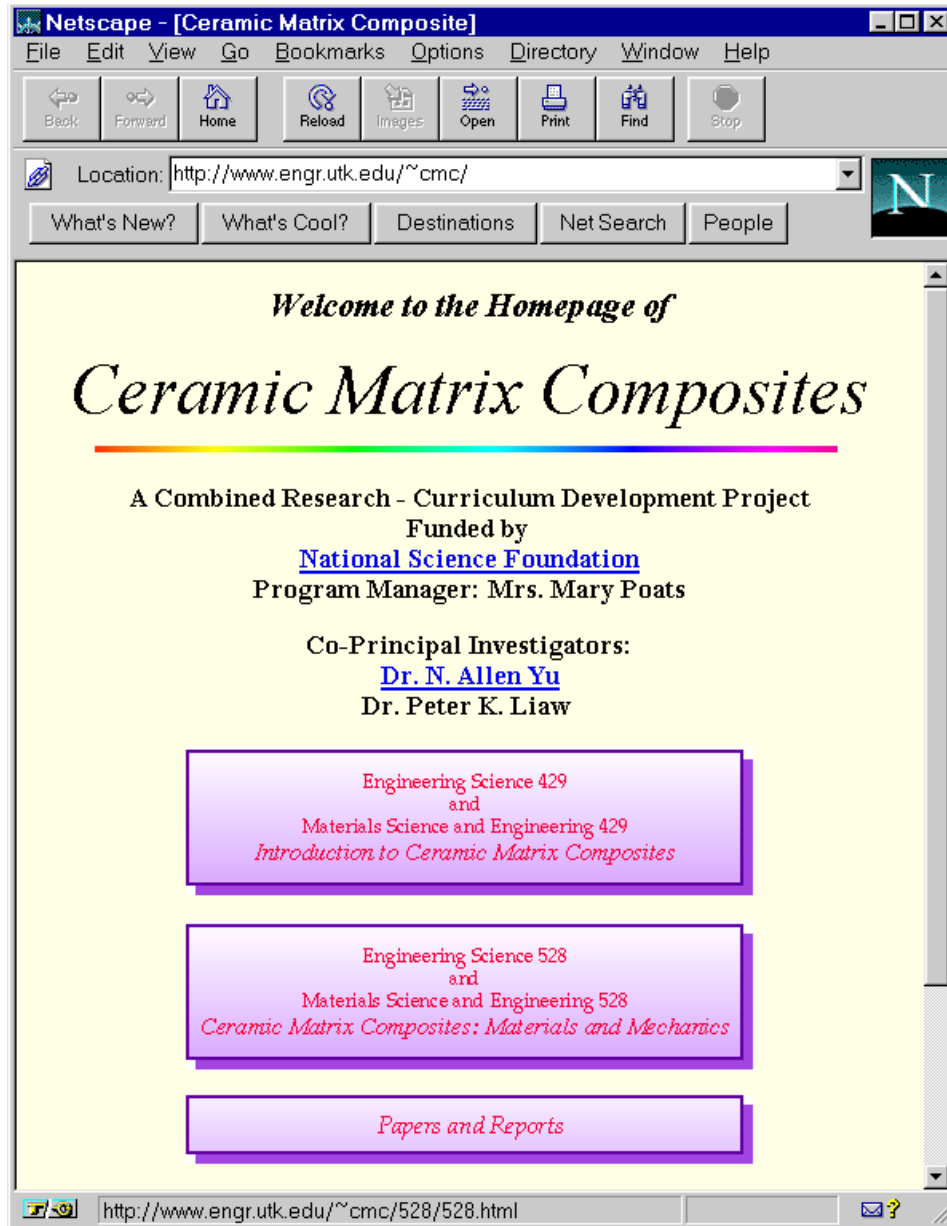 Netscape - [Ceramic Matrix Composite]
File Edit View Go Bookmarks Options Directory Window Help
Back Forward Home Reload Images Open Print Find Stop
Location: http://www.engr.utk.edu/~cmc/
N
What's New? What's Cool? Destinations Net Search People
Welcome to the Homepage of
Ceramic Matrix Composites
A Combined Research - Curriculum Development Project
Funded by
National Science Foundation
Program Manager: Mrs. Mary Poats
Co-Principal Investigators:
Dr. N. Allen Yu
Dr. Peter K. Liaw
Engineering Science 429
and
Materials Science and Engineering 429
Introduction to Ceramic Matrix Composites
Engineering Science 528
and
Materials Science and Engineering 528
Ceramic Matrix Composites: Materials and Mechanics
Papers and Reports
http://www.engr.utk.edu/~cmc/528/528.html
?